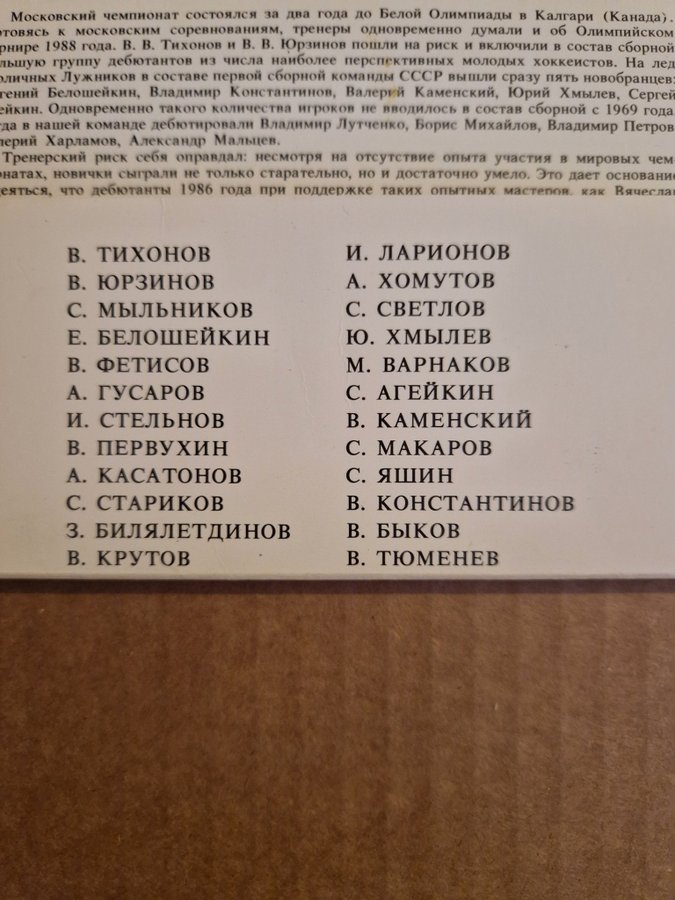 Московский чемпионат состоялся за два года до Белой Олимпиады в Калгари (Канада).
отовясь к московским соревнованиям, тренеры одновременно думали и об Олимпийском
рнире 1988 года. В. В. Тихонов и В. В. Юрзинов пошли на риск и включили в состав сборной
льшую группу дебютантов из числа наиболее перспективных молодых хоккеистов. На лед
оличных Лужников в составе первой сборной команды СССР вышли сразу пять новобранцев:
гений Белошейкин, Владимир Константинов, Валерий Каменский, Юрий Хмылев, Сергей
ейкин. Одновременно такого количества игроков не вводилось в состав сборной с 1969 года
гда в нашей команде дебютировали Владимир Лутченко, Борис Михайлов, Владимир Петров
лерий Харламов, Александр Мальцев.
Тренерский риск себя оправдал: несмотря на отсутствие опыта участия в мировых чем
онатах, новички сыграли не только старательно, но и достаточно умело. Это дает основание
деяться, что дебютанты 1986 года при поддержке таких опытных мастеров, как Вячеслав
В. ТИХОНОВ
В. ЮРЗИНОВ
С. МЫЛЬНИКОВ
Е. БЕЛОШЕЙКИН
В. ФЕТИСОВ
А. ГУСАРОВ
И. СТЕЛЬНОВ
В. ПЕРВУХИН
А. КАСАТОНОВ
С. СТАРИКОВ
З. БИЛЯЛЕТДИНОВ
В. КРУТОВ
И. ЛАРИОНОВ
А. ХОМУТОВ
С. СВЕТЛОВ
Ю. ХМЫЛЕВ
М. ВАРНАКОВ
С. АГЕЙКИН
В. КАМЕНСКИЙ
С. МАКАРОВ
С. ЯШИН
В. КОНСТАНТИНОВ
В. БЫКОВ
В. ТЮМЕНЕВ